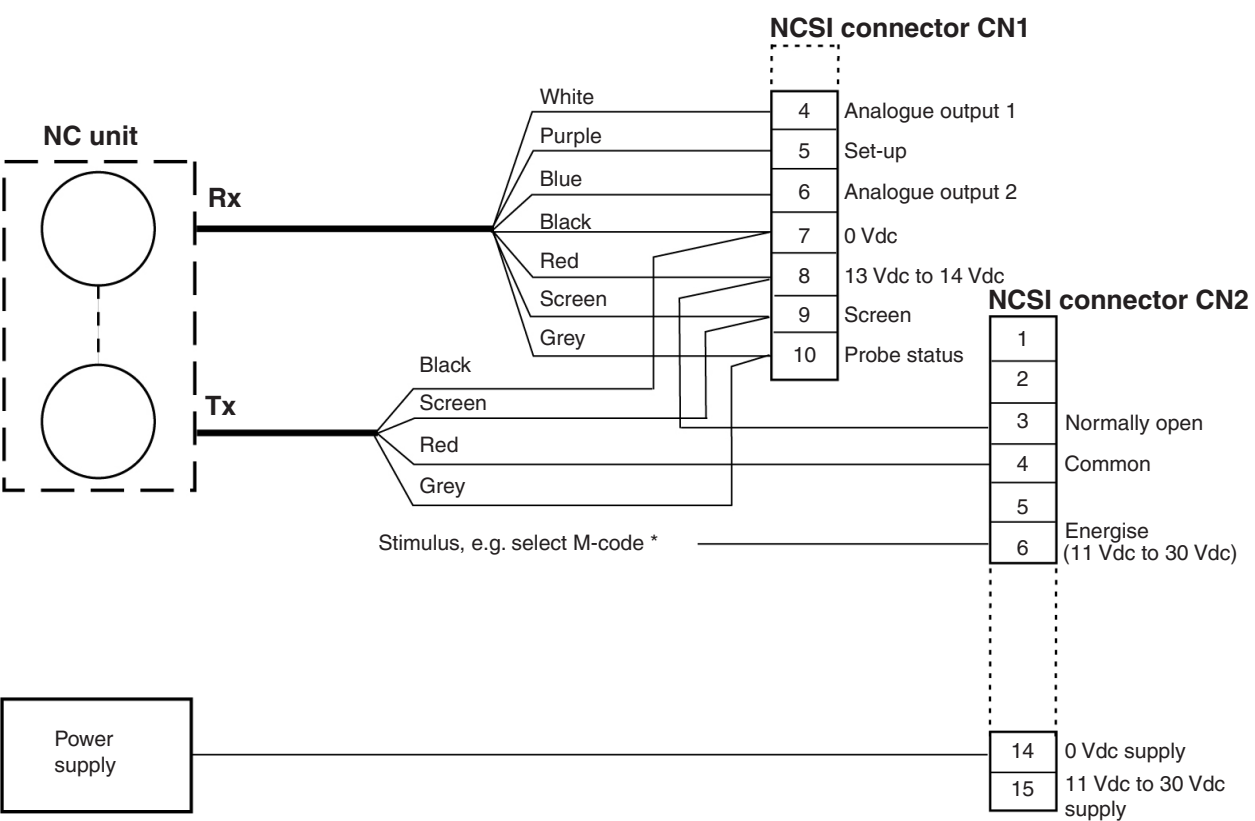 NCSI connector CN1
White
4 Analogue output 1
NC unit
Purple
5 Set-up
Rx
Blue
6 Analogue output 2
Black
7 0 Vdc
Red
8 13 Vdc to 14 Vdc
NCSI connector CN2
Screen
9 Screen
Grey
10 Probe status
1
Black
2
Tx
Screen
3 Normally open
Red
4 Common
Grey
5
Stimulus, e.g. select M-code *
6 Energise
(11 Vdc to 30 Vdc)
Power
supply
14 0 Vdc supply
15 11 Vdc to 30 Vdc
supply